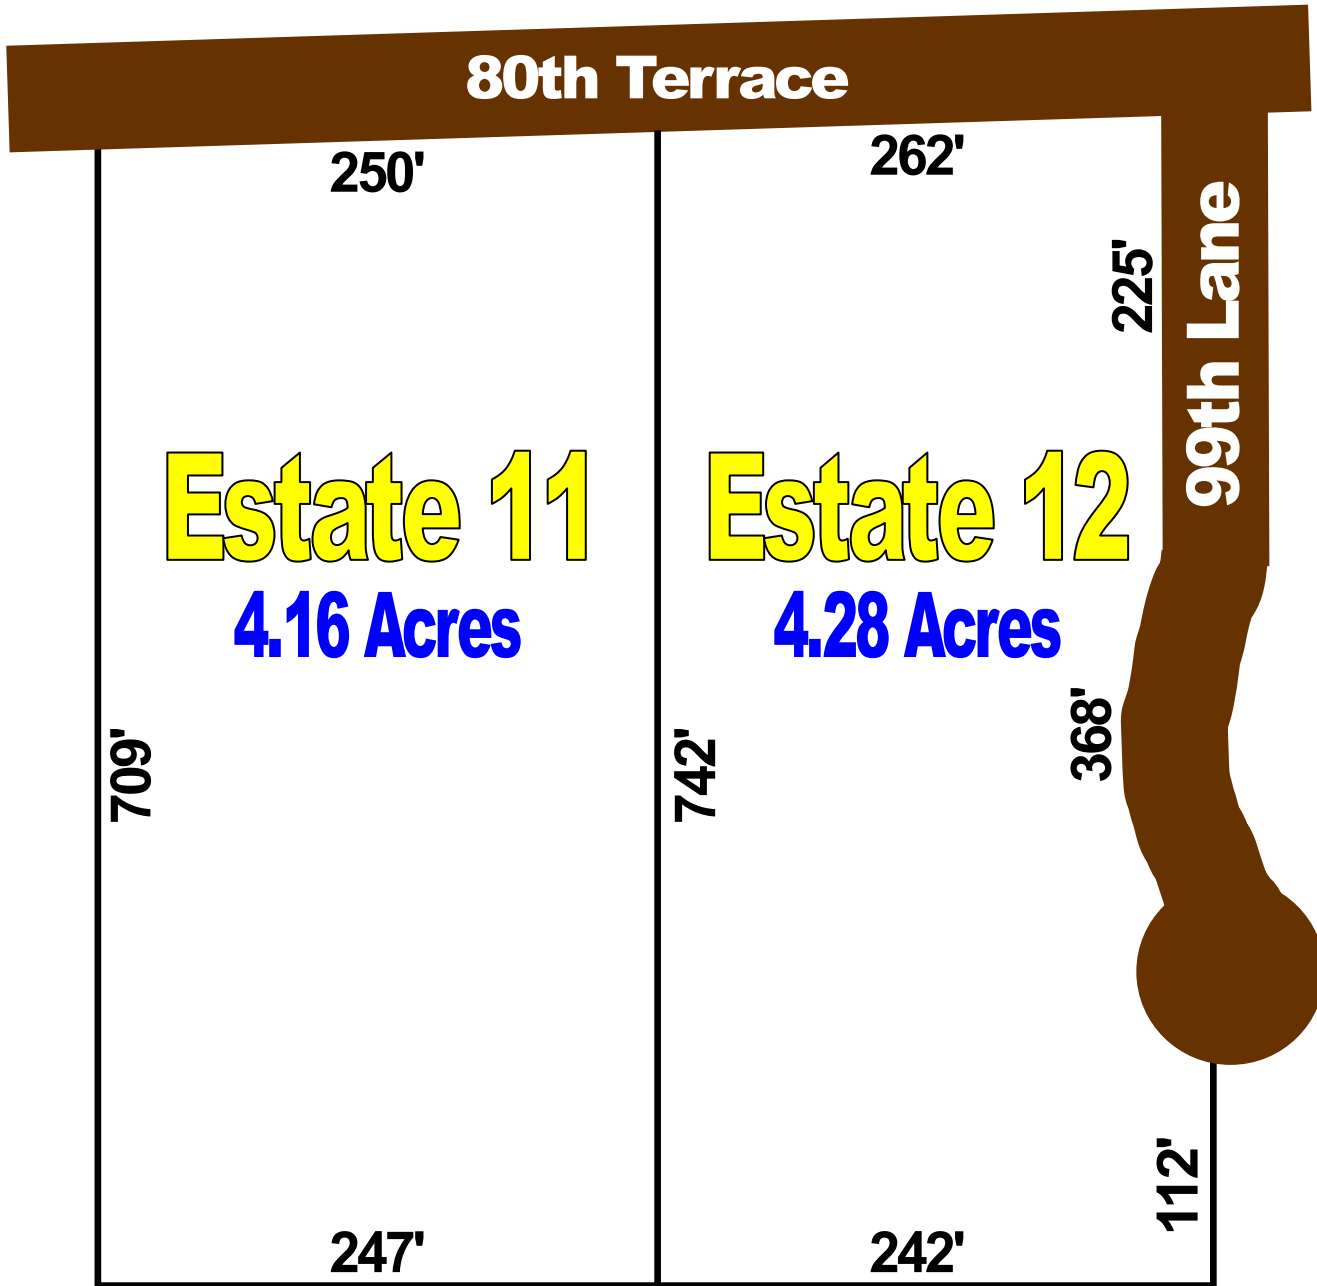 80th Terrace
250'
262'
225'
99th Lane
Estate 11
4.16 Acres
Estate 12
4.28 Acres
709'
742'
368'
112'
247'
242'